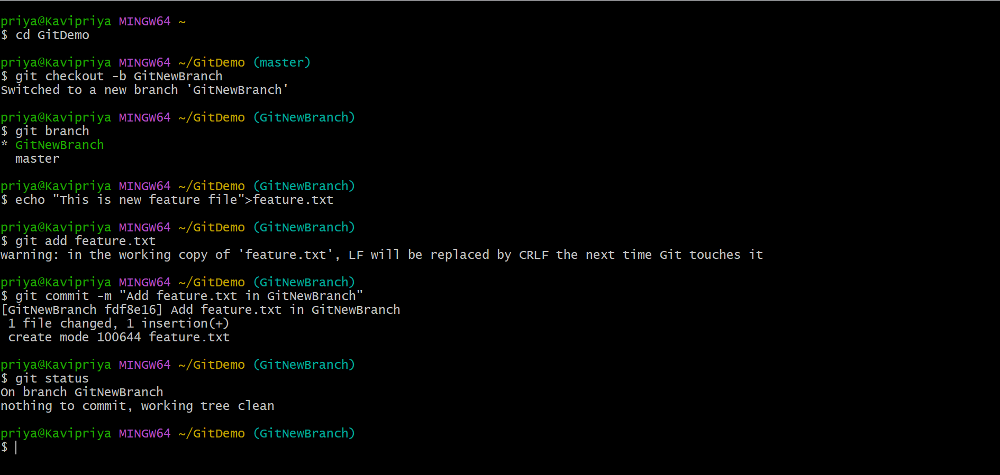 priya@Kavipriya MINGW64 ~
$ cd GitDemo
priya@Kavipriya MINGW64 ~/GitDemo (master)
$ git checkout -b GitNewBranch
Switched to a new branch 'GitNewBranch'
priya@Kavipriya MINGW64 ~/GitDemo (GitNewBranch)
$ git branch
* GitNewBranch
  master
priya@Kavipriya MINGW64 ~/GitDemo (GitNewBranch)
$ echo "This is new feature file">feature.txt
priya@Kavipriya MINGW64 ~/GitDemo (GitNewBranch)
$ git add feature.txt
warning: in the working copy of 'feature.txt', LF will be replaced by CRLF the next time Git touches it
priya@Kavipriya MINGW64 ~/GitDemo (GitNewBranch)
$ git commit -m "Add feature.txt in GitNewBranch"
[GitNewBranch fdf8e16] Add feature.txt in GitNewBranch
 1 file changed, 1 insertion(+)
 create mode 100644 feature.txt
priya@Kavipriya MINGW64 ~/GitDemo (GitNewBranch)
$ git status
On branch GitNewBranch
nothing to commit, working tree clean
priya@Kavipriya MINGW64 ~/GitDemo (GitNewBranch)
$